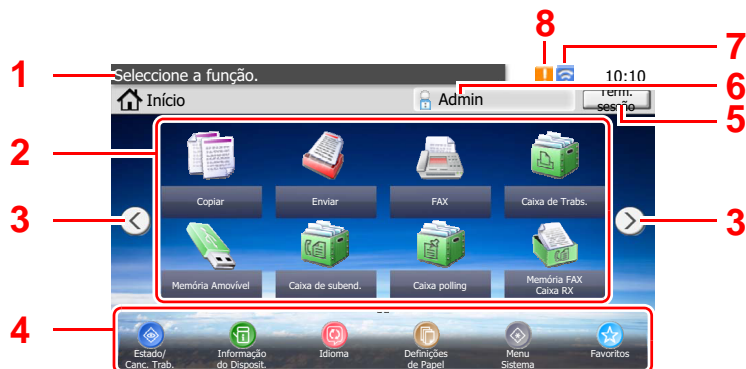 8
7
1
Seleccione a função.
10:10
6
Início
Admin
Term.
sessão
5
2
Copiar
Enviar
FAX
Caixa de Trabs.
3
3
Memória Amovível
Caixa de subend.
Caixa polling
Memória FAX
Caixa RX
4
Estado/
Canc. Trab.
Informação
do Disposit.
Idioma
Definições
de Papel
Menu
Sistema
Favoritos